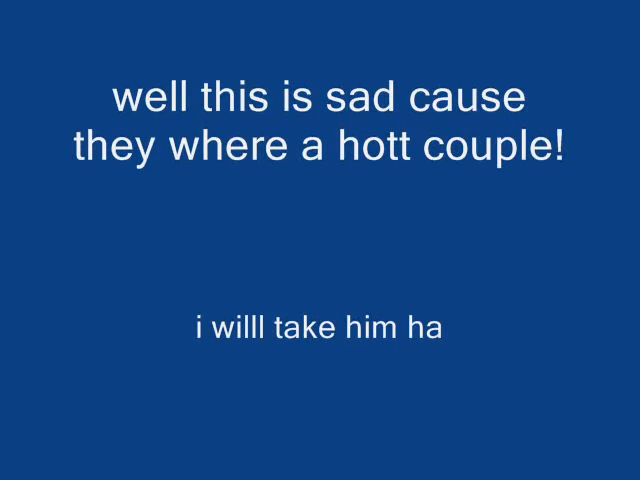 well this is sad cause
they where a hott couple!
i willl take him ha